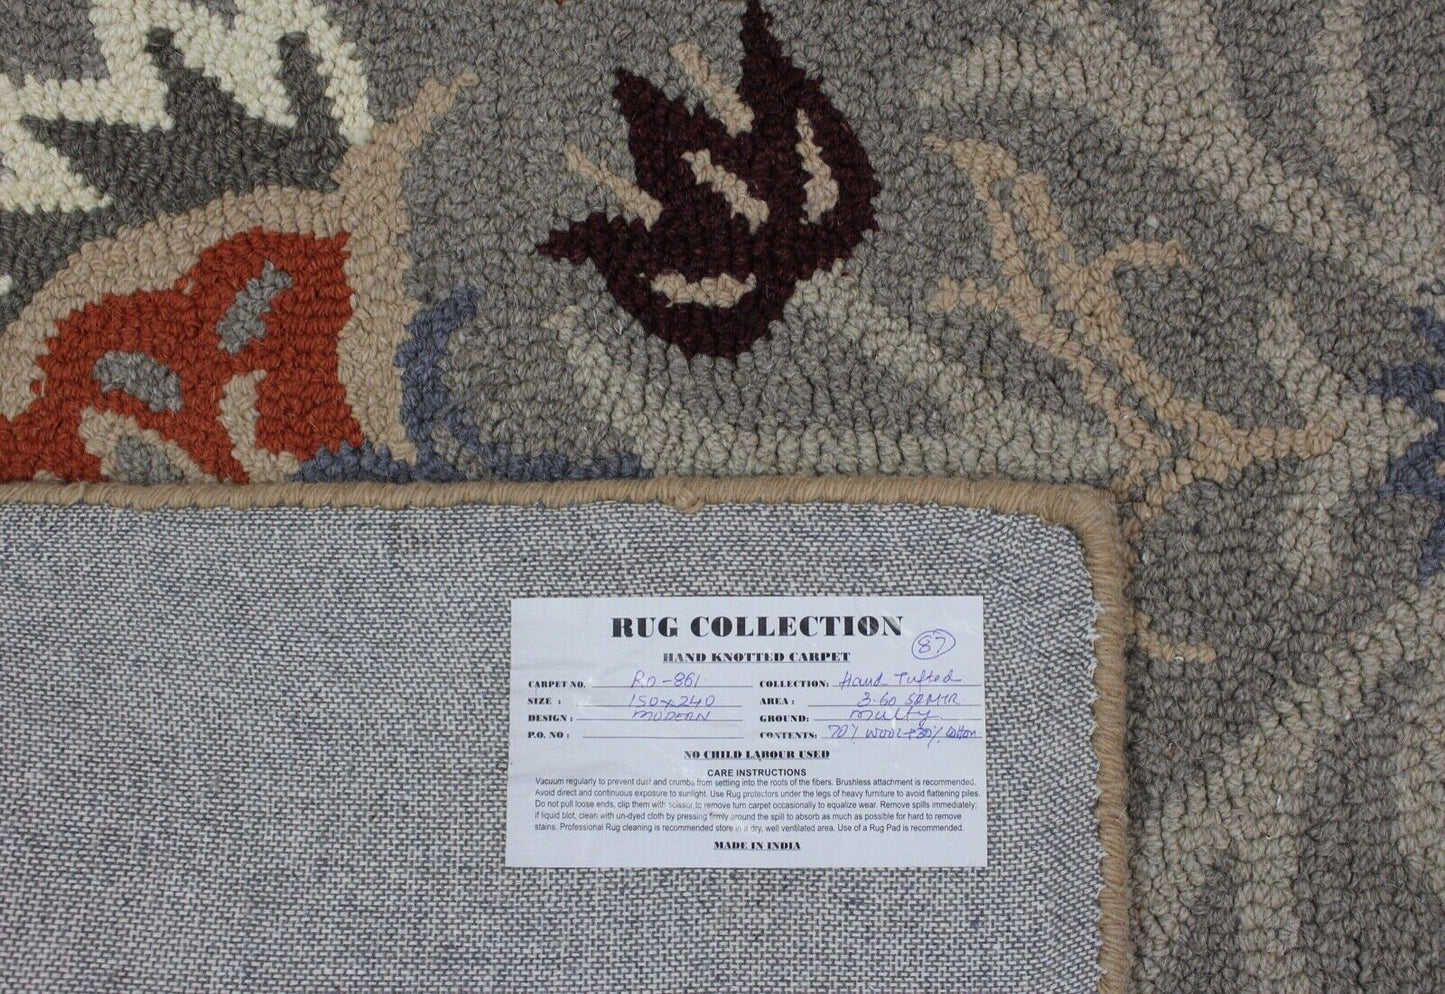 RUG COLLECTION
87
HAND KNOTTED CARPET
CARPET NO. RD-861 COLLECTION: Hand Tufted
SIZE : 150x240 AREA : 3.60 SQMTR
DESIGN : MODERN GROUND: multy
P.O. NO : CONTENTS: 70% wool+30% Cotton
NO CHILD LABOUR USED
CARE INSTRUCTIONS
Vacuum regularly to prevent dust and crumbs from settling into the roots of the fibers. Brushless attachment is recommended.
Avoid direct and continuous exposure to sunlight. Use Rug protectors under the legs of heavy furniture to avoid flattening piles.
Do not pull loose ends, clip them with scissor to remove turn carpet occasionally to equalize wear. Remove spills immediately;
if liquid blot, clean with un-dyed cloth by pressing firmly around the spill to absorb as much as possible for hard to remove
stains. Professional Rug cleaning is recommended store in a dry, well ventilated area. Use of a Rug Pad is recommended.
MADE IN INDIA